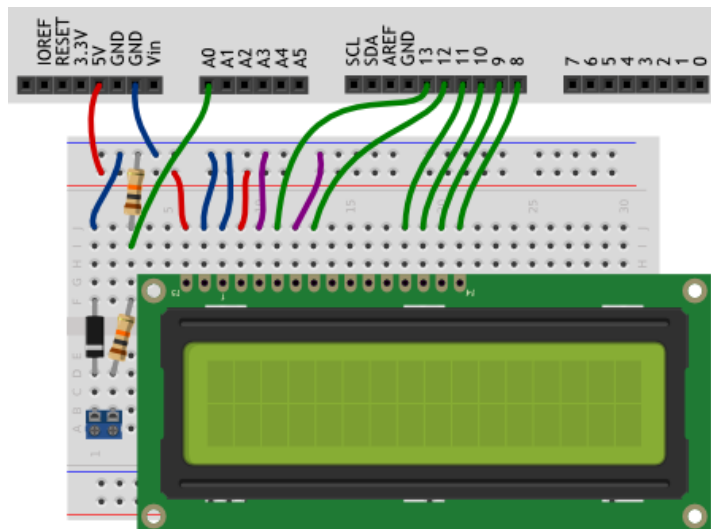 IOREF
RESET
3.3V
5V
GND
GND
Vin
A0
A1
A2
A3
A4
A5
SCL
SDA
AREF
GND
13
12
11
10
9
8
7
6
5
4
3
2
1
0
5
10
15
25
30
J
I
H
G
F
E
D
C
B
A
J
I
H
1